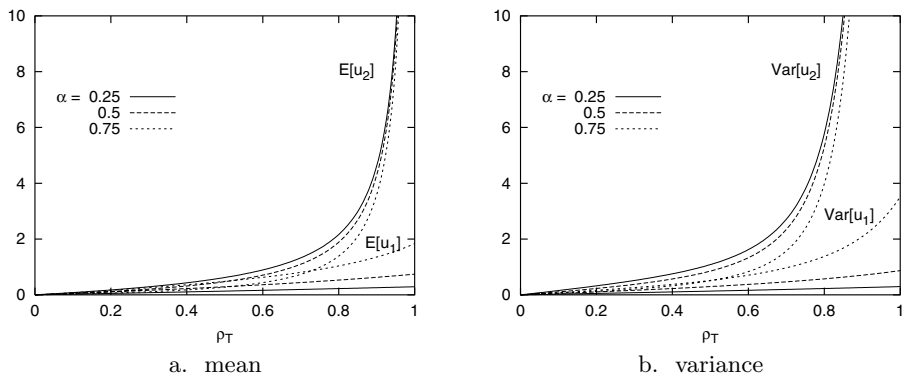 10
8
6
4
2
0
E[u2]
α = 0.25
0.5
0.75
E[u1]
0 0.2 0.4 0.6 0.8 1
ρT
a. mean
10
8
6
4
2
0
Var[u2]
α = 0.25
0.5
0.75
Var[u1]
0 0.2 0.4 0.6 0.8 1
ρT
b. variance